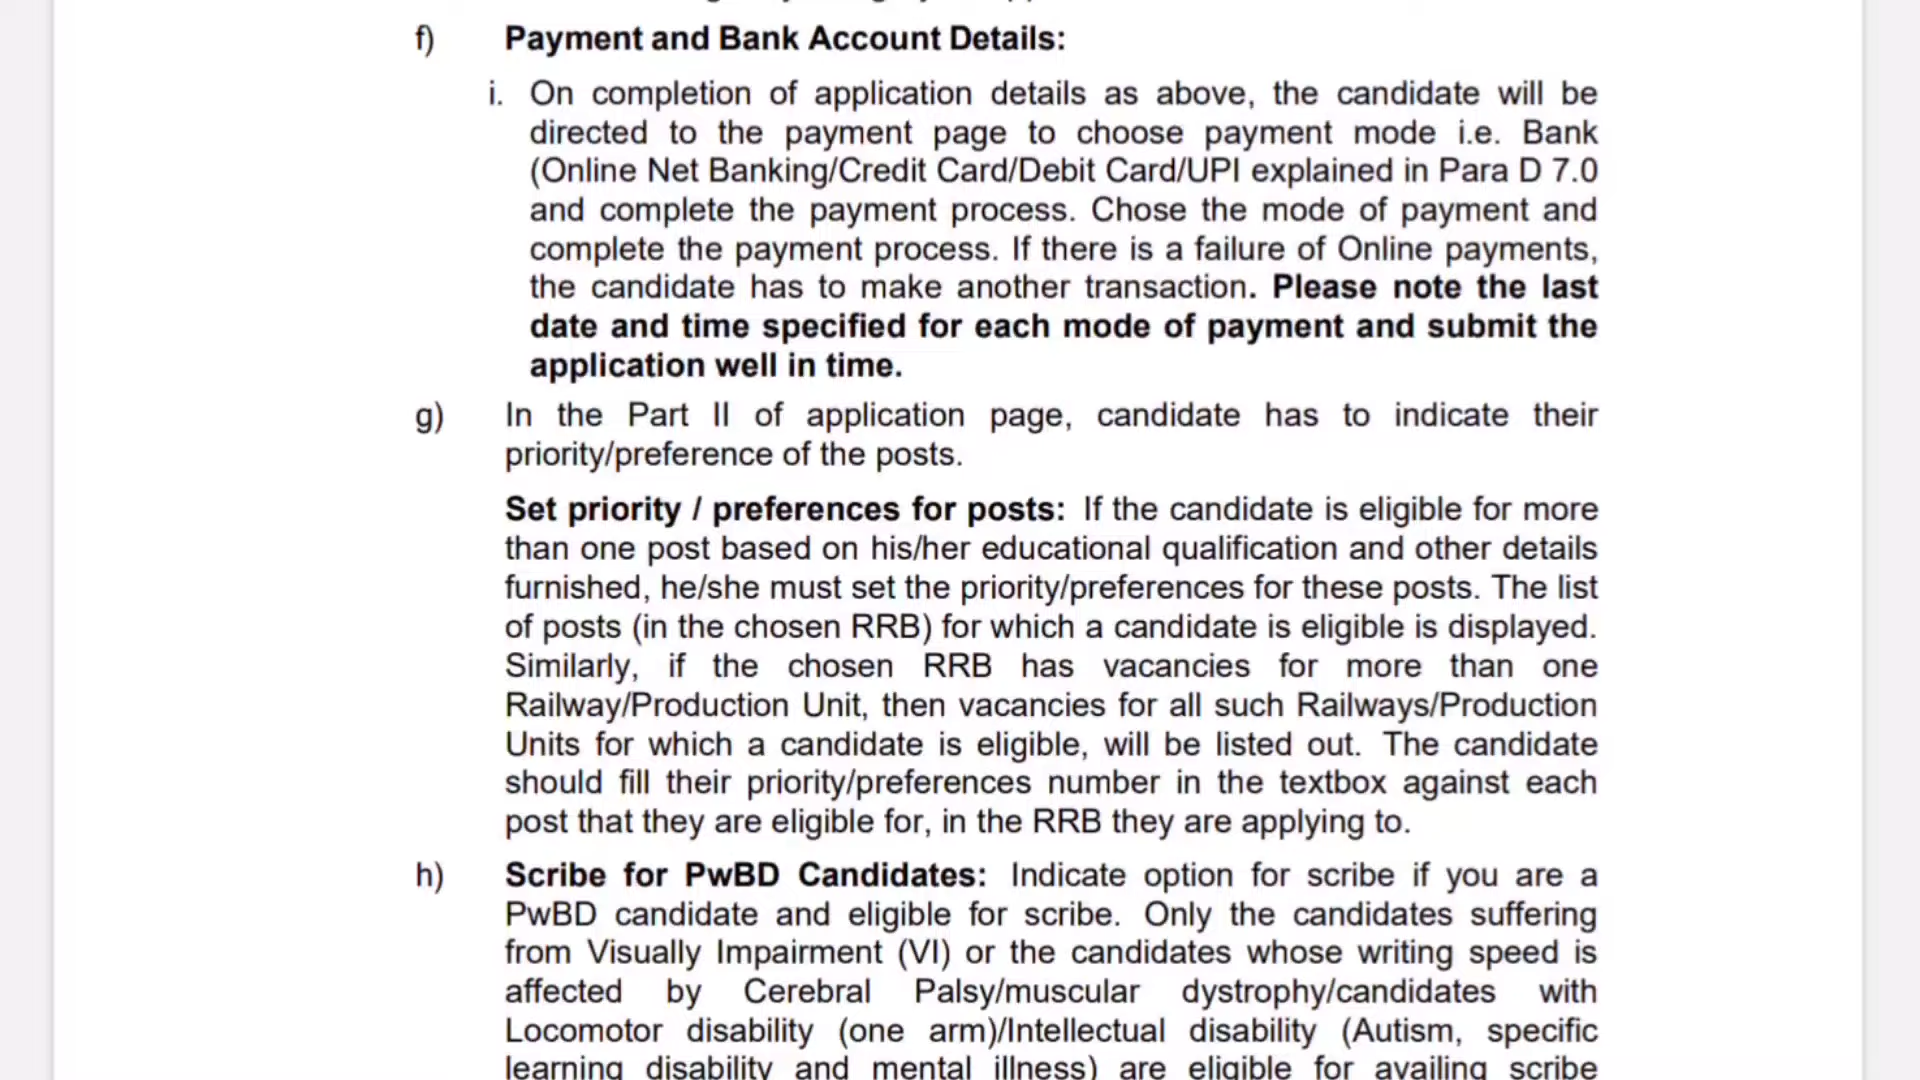 f) Payment and Bank Account Details:
i. On completion of application details as above, the candidate will be
directed to the payment page to choose payment mode i.e. Bank
(Online Net Banking/Credit Card/Debit Card/UPI explained in Para D 7.0
and complete the payment process. Chose the mode of payment and
complete the payment process. If there is a failure of Online payments,
the candidate has to make another transaction. Please note the last
date and time specified for each mode of payment and submit the
application well in time.
g) In the Part II of application page, candidate has to indicate their
priority/preference of the posts.
Set priority / preferences for posts: If the candidate is eligible for more
than one post based on his/her educational qualification and other details
furnished, he/she must set the priority/preferences for these posts. The list
of posts (in the chosen RRB) for which a candidate is eligible is displayed.
Similarly, if the chosen RRB has vacancies for more than one
Railway/Production Unit, then vacancies for all such Railways/Production
Units for which a candidate is eligible, will be listed out. The candidate
should fill their priority/preferences number in the textbox against each
post that they are eligible for, in the RRB they are applying to.
h) Scribe for PwBD Candidates: Indicate option for scribe if you are a
PwBD candidate and eligible for scribe. Only the candidates suffering
from Visually Impairment (VI) or the candidates whose writing speed is
affected by Cerebral Palsy/muscular dystrophy/candidates with
Locomotor disability (one arm)/Intellectual disability (Autism, specific
learning disability and mental illness) are eligible for availing scribe